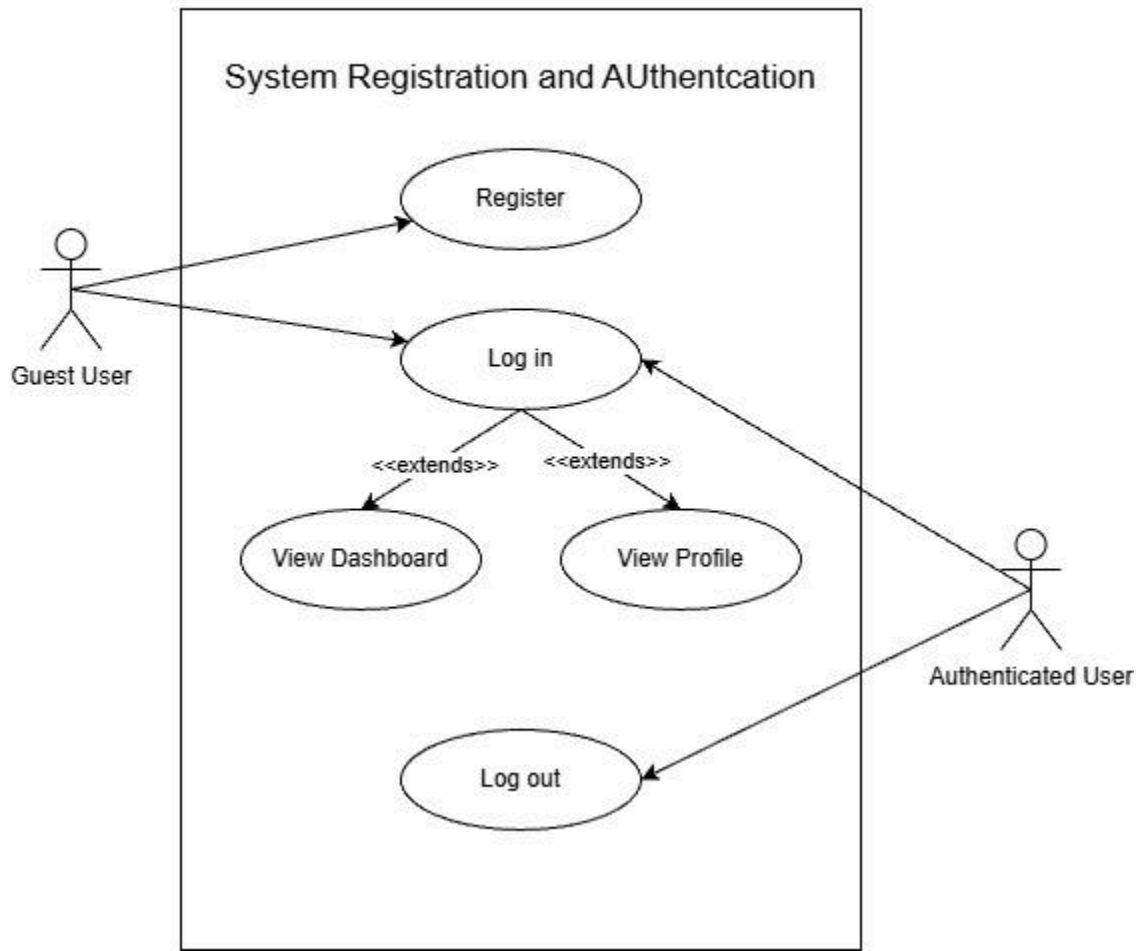 System Registration and AUthentcation
Register
Guest User
Log in
<<extends>>
<<extends>>
View Dashboard
View Profile
Authenticated User
Log out